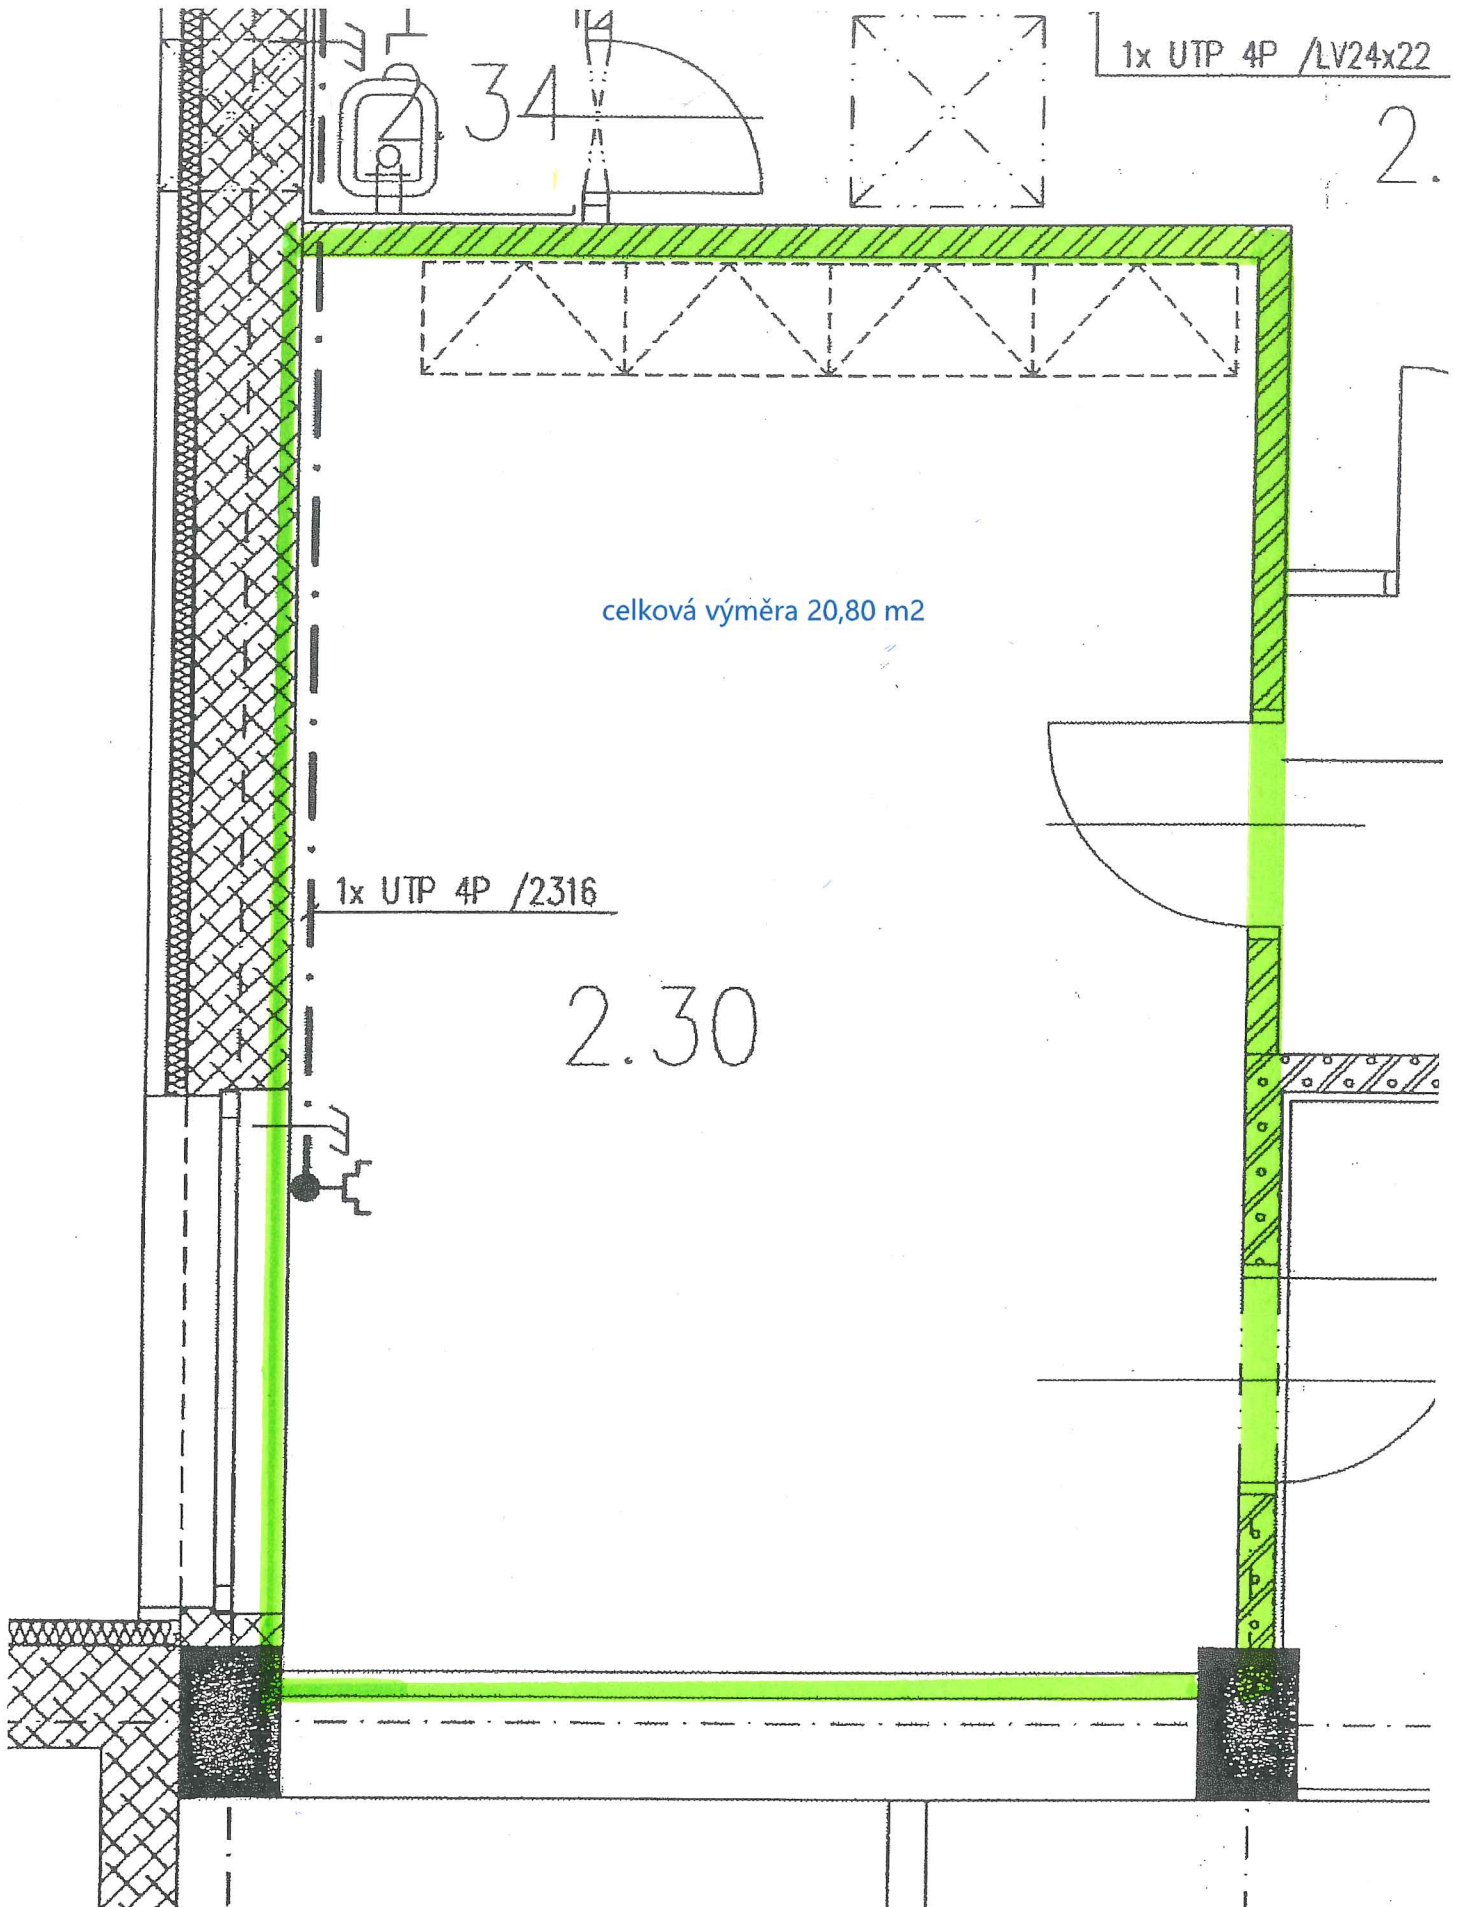 1x UTP 4P /LV24x22
2.34
2.
celková výměra 20,80 m2
1x UTP 4P /2316
2.30